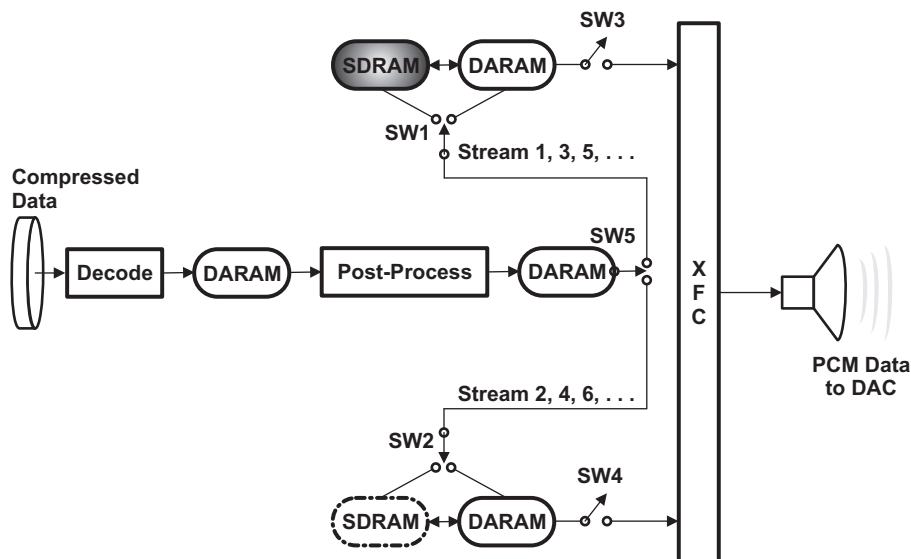 SW3
SDRAM
DARAM
SW1
Stream 1, 3, 5, . . .
Compressed
Data
SW5
Decode
DARAM
Post-Process
DARAM
X
F
C
PCM Data
to DAC
Stream 2, 4, 6, . . .
SW2
SW4
SDRAM
DARAM